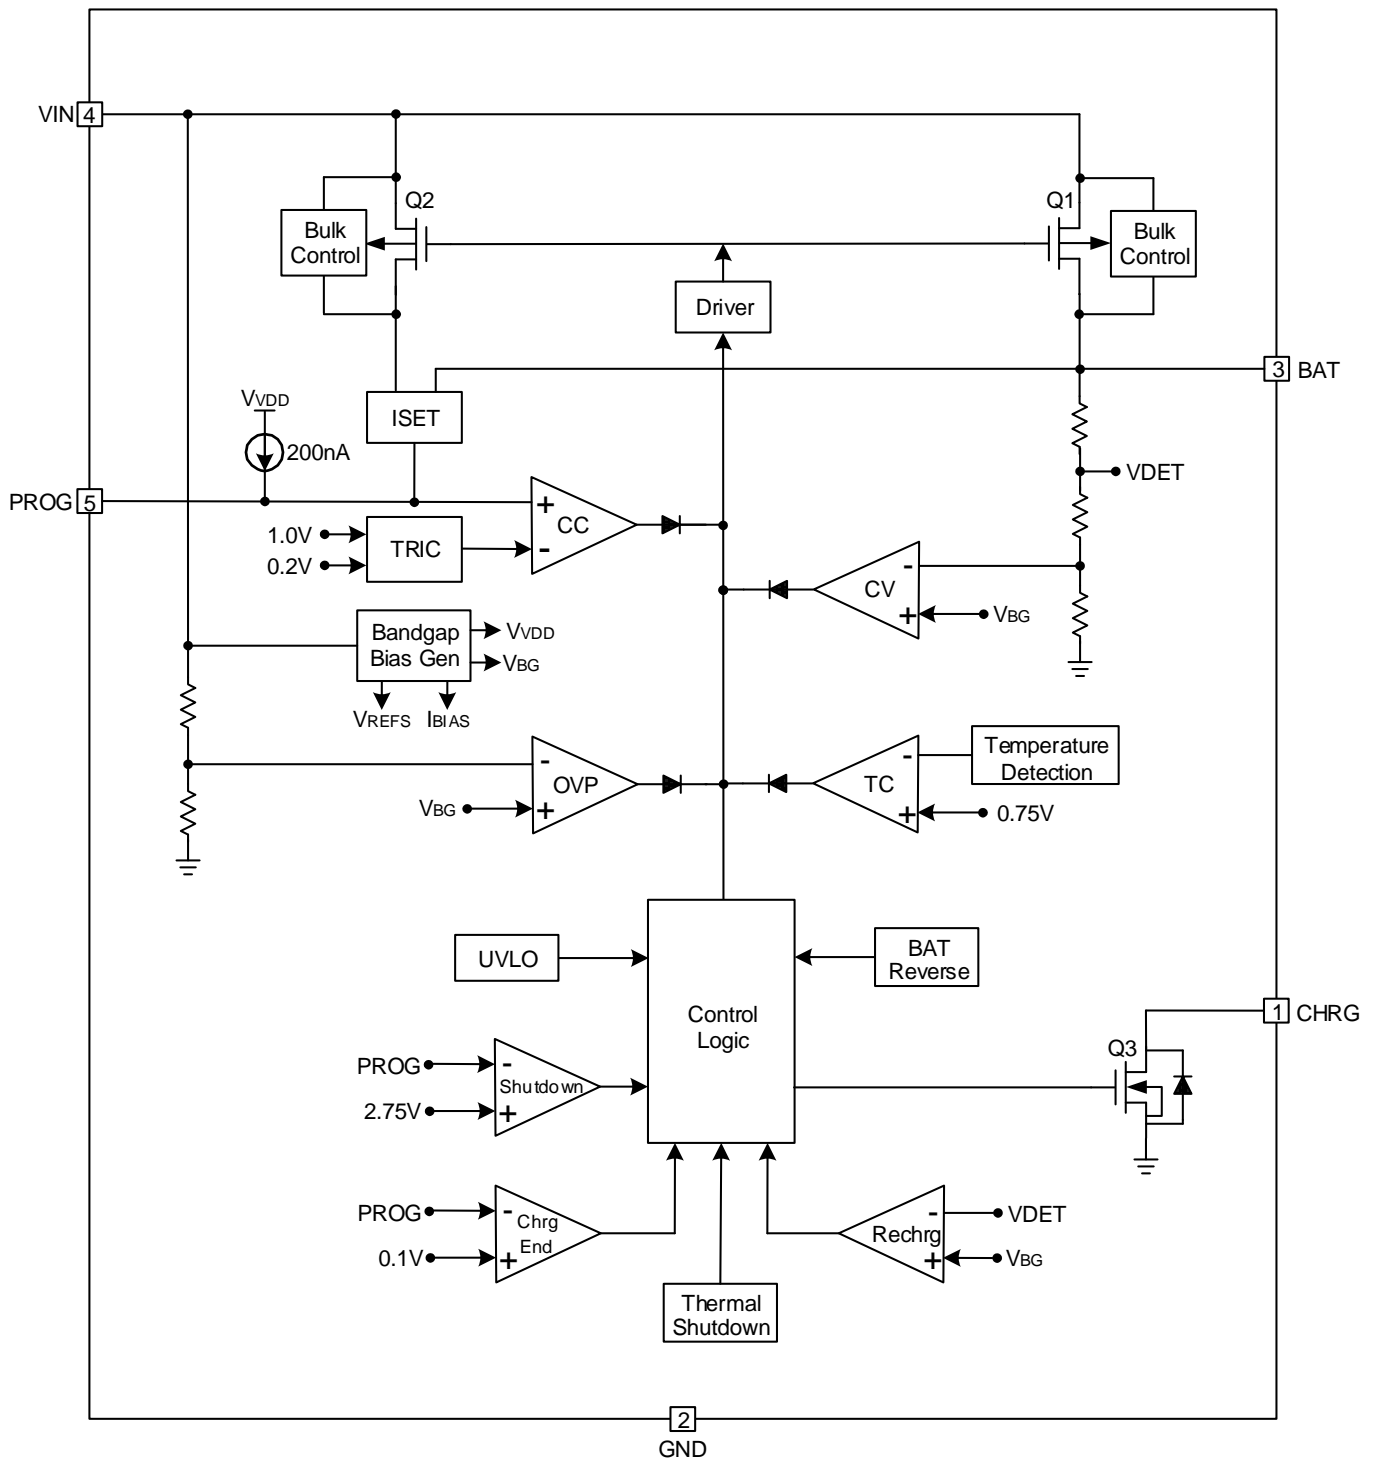 VIN 4
Q2
Q1
Bulk
Control
Bulk
Control
Driver
3 BAT
VVDD
ISET
200nA
VDET
PROG 5
+
CC
-
1.0V
TRIC
0.2V
-
CV
+
VBG
Bandgap
Bias Gen
VVDD
VBG
VREFS IBIAS
-
OVP
VBG
+
-
TC
+
Temperature
Detection
0.75V
UVLO
BAT
Reverse
Control
Logic
1 CHRG
Q3
PROG
-
Shutdown
2.75V
+
PROG
-
Chrg
End
0.1V
+
-
VDET
Rechrg
+
VBG
Thermal
Shutdown
2
GND